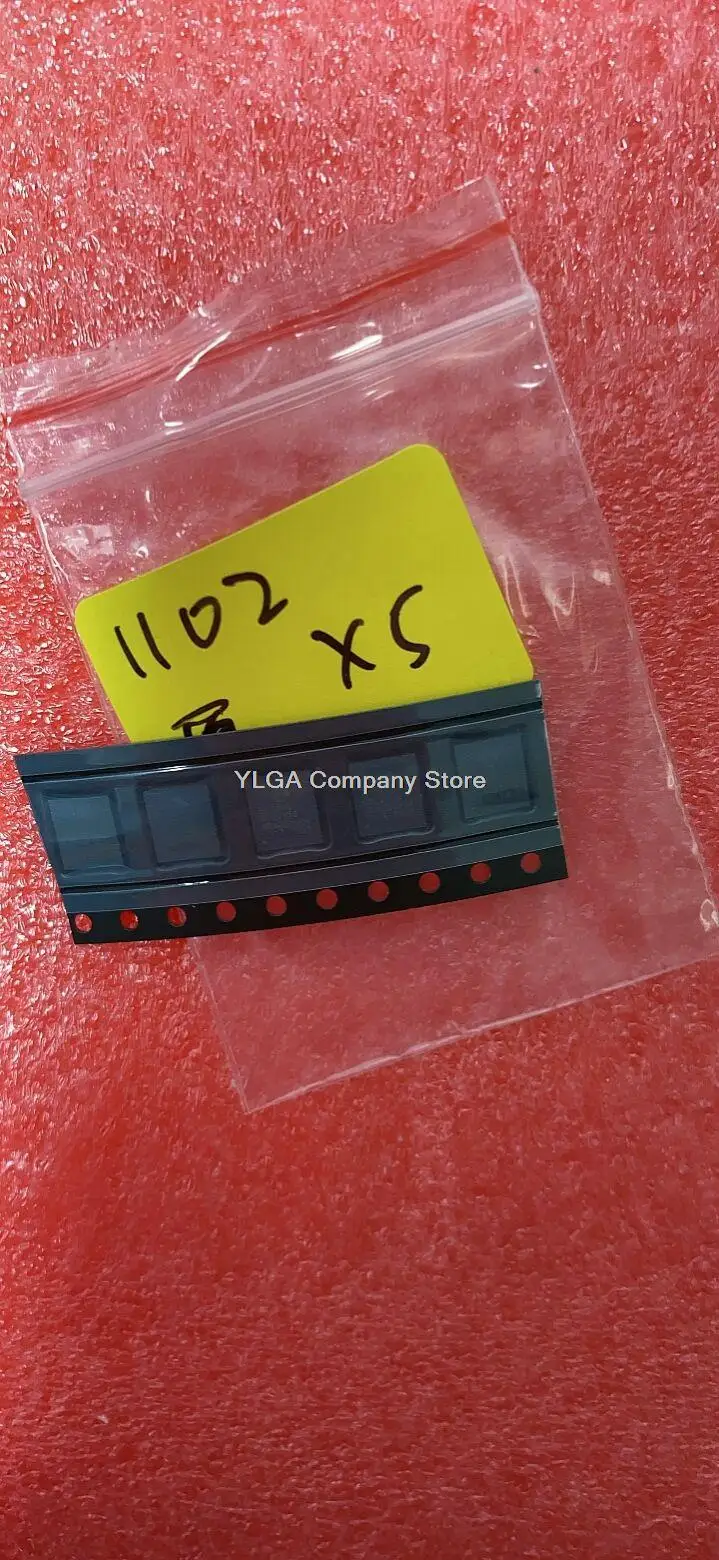 1102
X5
YLGA Company Store